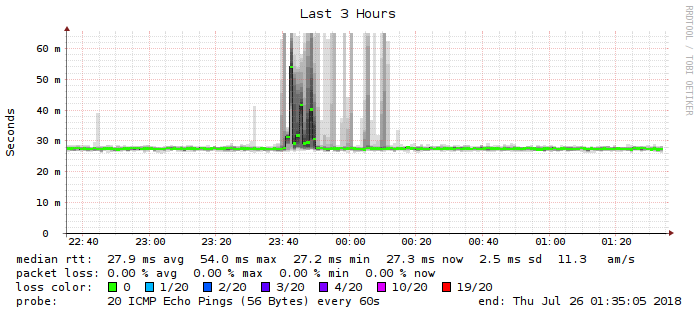 Last 3 Hours
RRDTOOL / TOBI OETIKER
Seconds
60 m
50 m
40 m
30 m
20 m
10 m
0
22:40 23:00 23:20 23:40 00:00 00:20 00:40 01:00 01:20
median rtt: 27.9 ms avg 54.0 ms max 27.2 ms min 27.3 ms now 2.5 ms sd 11.3 am/s
packet loss: 0.00 % avg 0.00 % max 0.00 % min 0.00 % now
loss color: 0 1/20 2/20 3/20 4/20 10/20 19/20
probe: 20 ICMP Echo Pings (56 Bytes) every 60s end: Thu Jul 26 01:35:05 2018